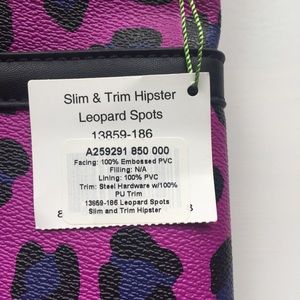 Slim & Trim Hipster
Leopard Spots
13859-186
A259291 850 000
Facing: 100% Embossed PVC
Filling: N/A
Lining: 100% PVC
Trim: Steel Hardware w/100%
PU Trim
13859-186 Leopard Spots
Slim and Trim Hipster
8